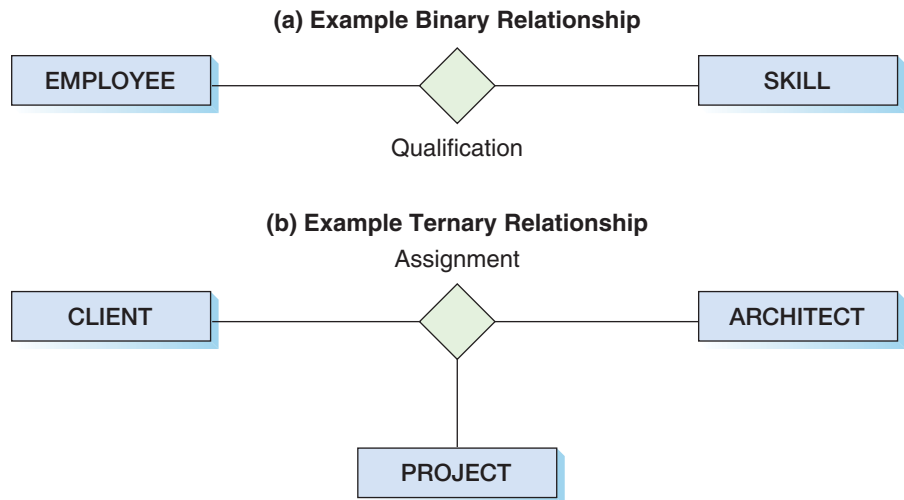 (a) Example Binary Relationship
EMPLOYEE
SKILL
Qualification
(b) Example Ternary Relationship
Assignment
CLIENT
ARCHITECT
PROJECT